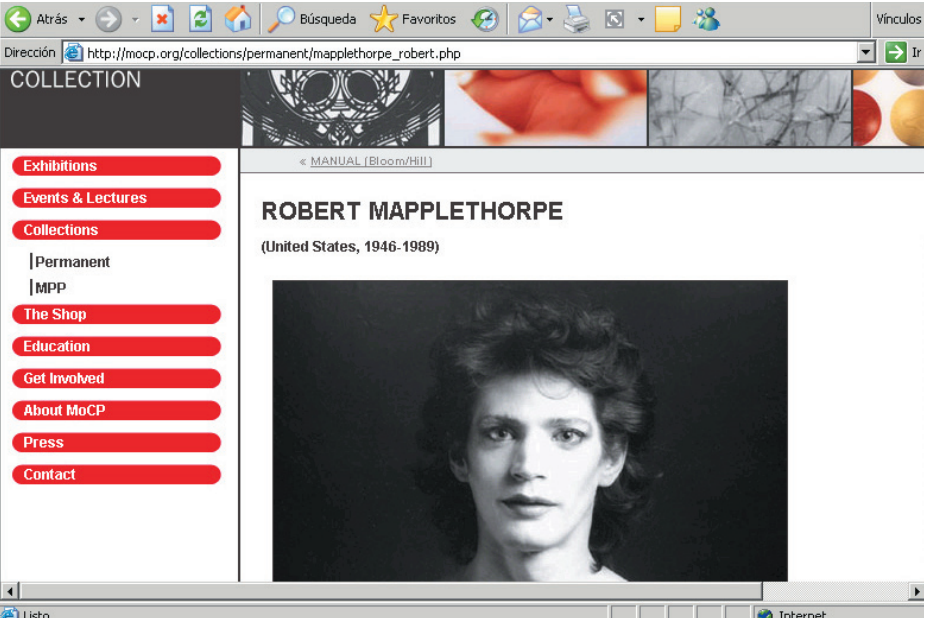 Atrás Búsqueda Favoritos Vínculos
Dirección http://mocp.org/collections/permanent/mapplethorpe_robert.php Ir
COLLECTION
« MANUAL (Bloom/Hill)
Exhibitions
Events & Lectures
Collections
Permanent
MPP
The Shop
Education
Get Involved
About MoCP
Press
Contact
ROBERT MAPPLETHORPE
(United States, 1946-1989)
Listo Internet